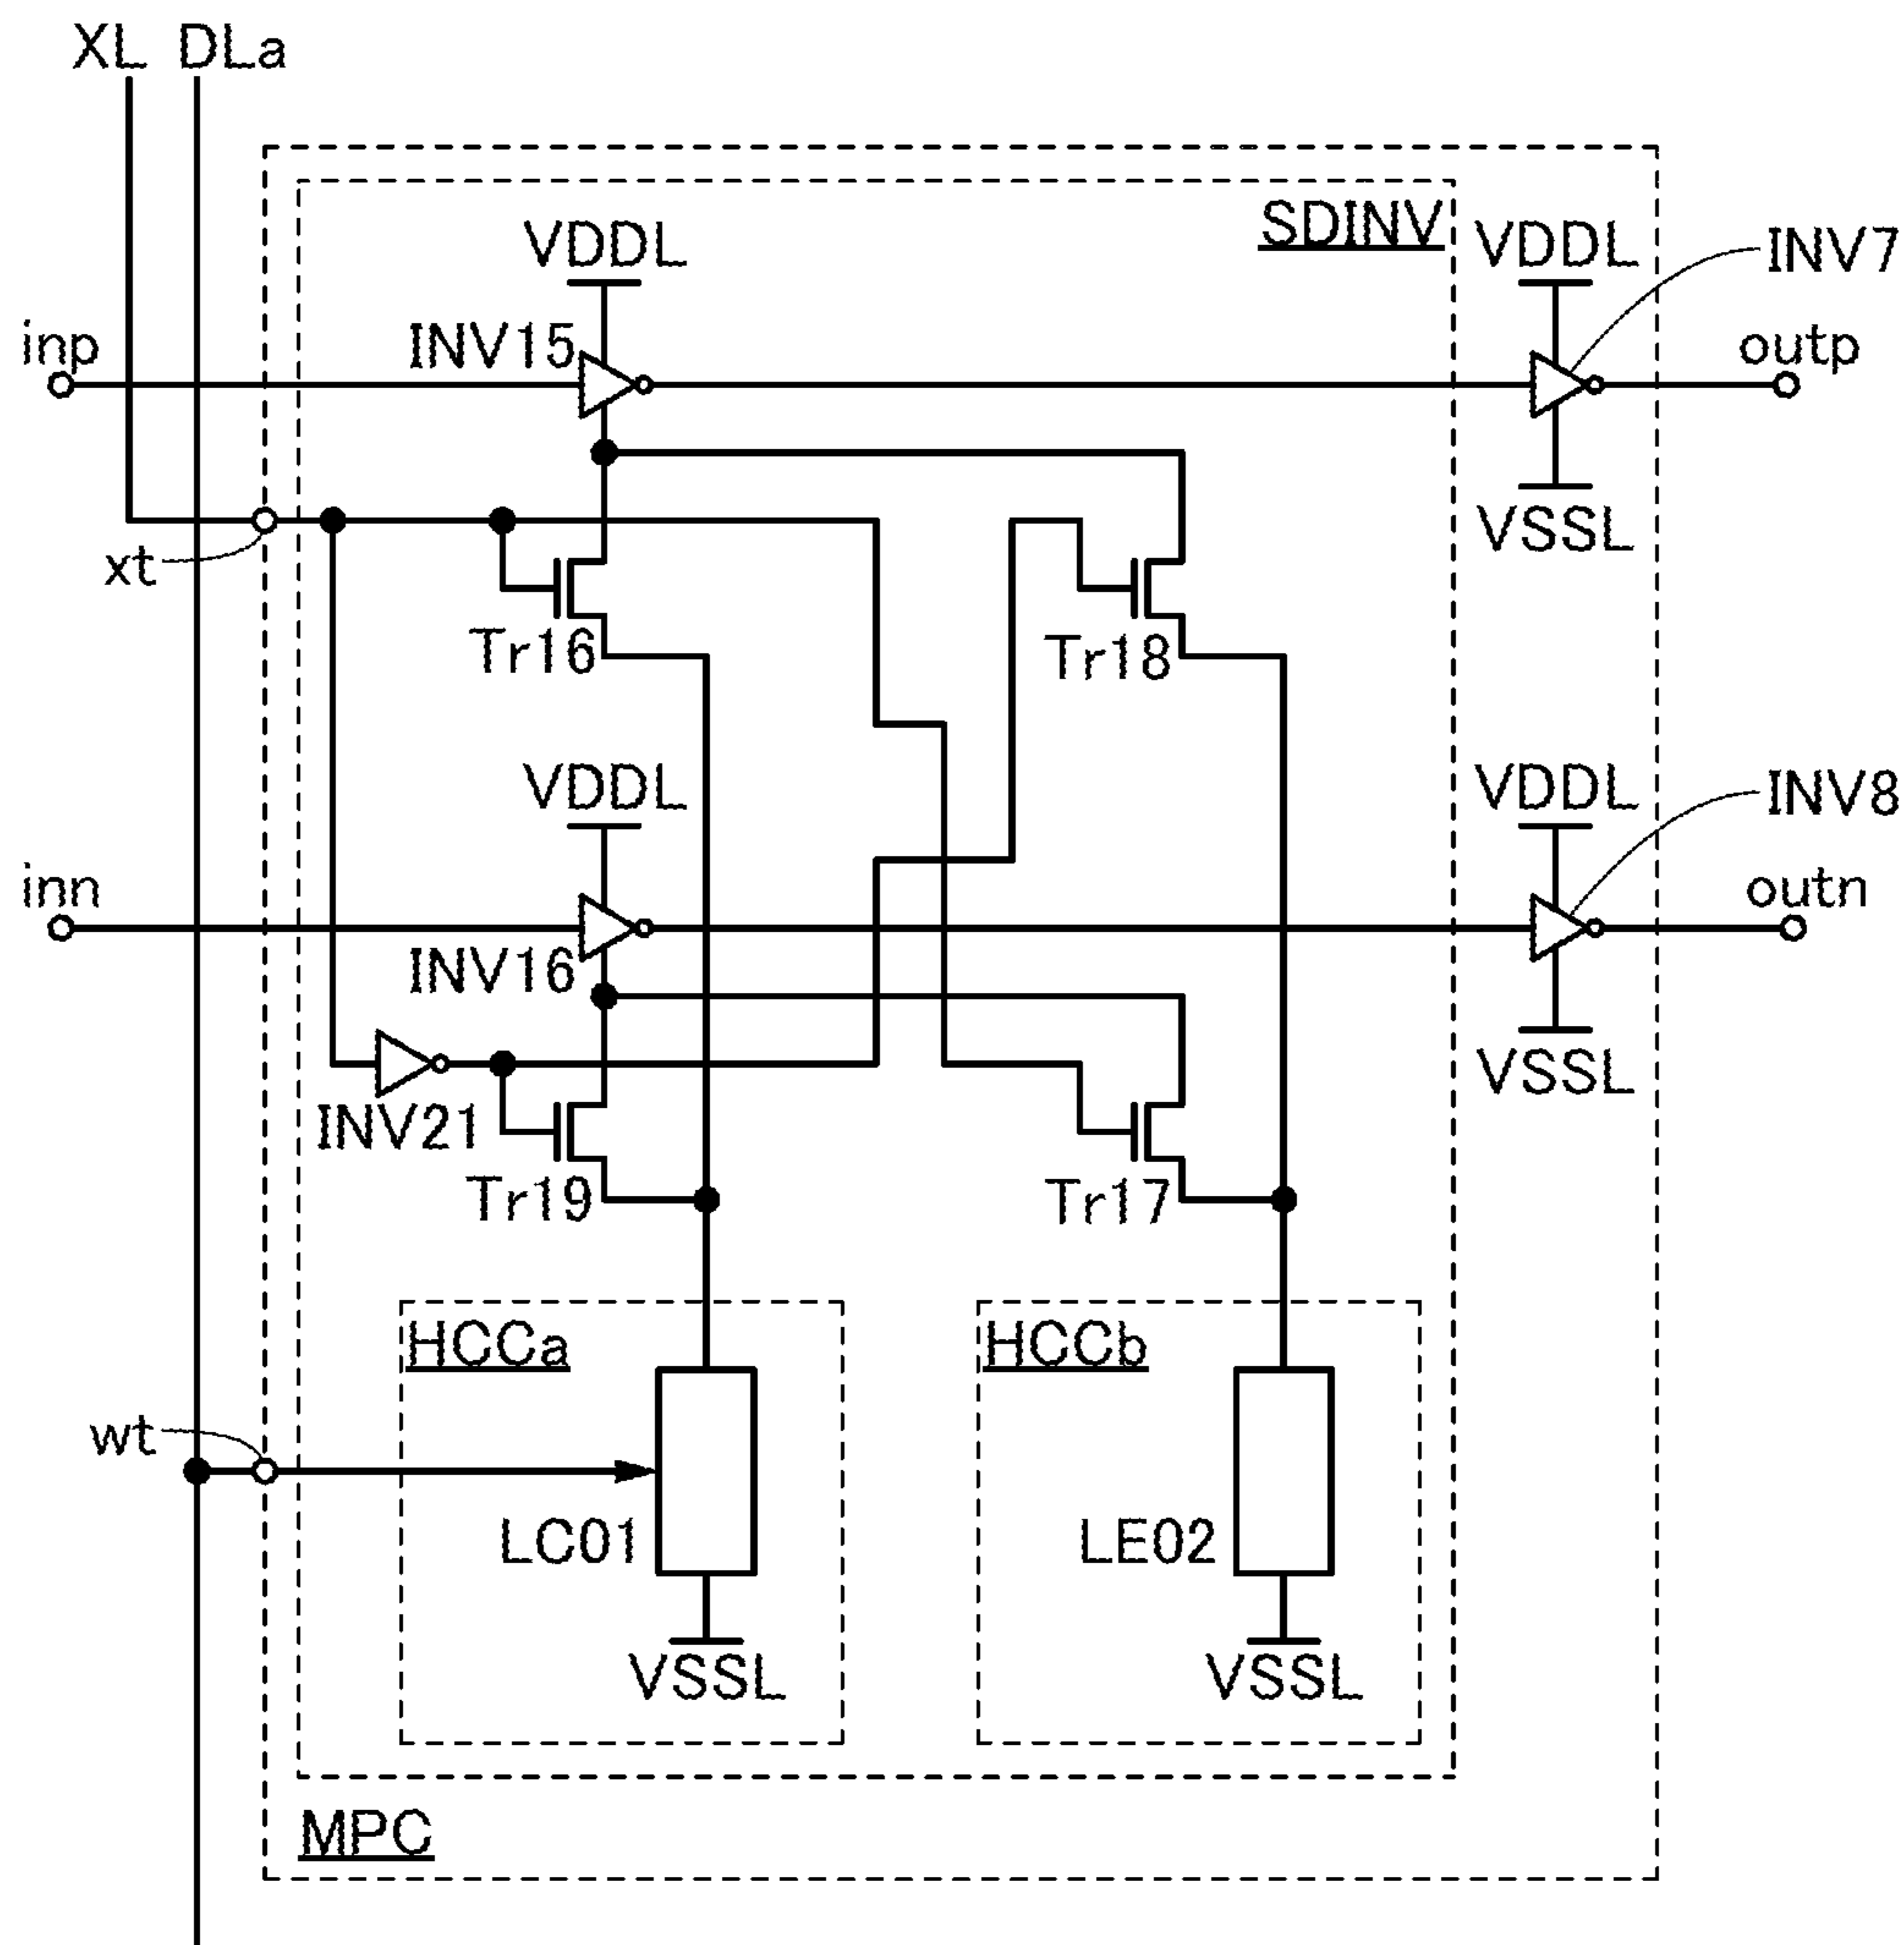 XL DLa
SDINV
VDDL
VDDL
INV7
INV15
inp
outp
VSSL
xt
Tr16
Tr18
VDDL
VDDL
INV8
inn
outn
INV16
VSSL
INV21
Tr19
Tr17
HCCa
HCCb
wt
LC01
LE02
VSSL
VSSL
MPC